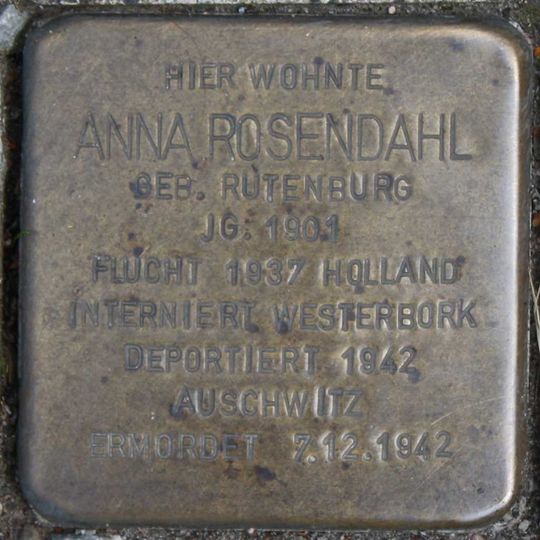 HIER WOHNTE
ANNA ROSENDAHL
GEB. RUTENBURG
JG. 1901
FLUCHT 1937 HOLLAND
INTERNIERT WESTERBORK
DEPORTIERT 1942
AUSCHWITZ
ERMORDET 7.12.1942